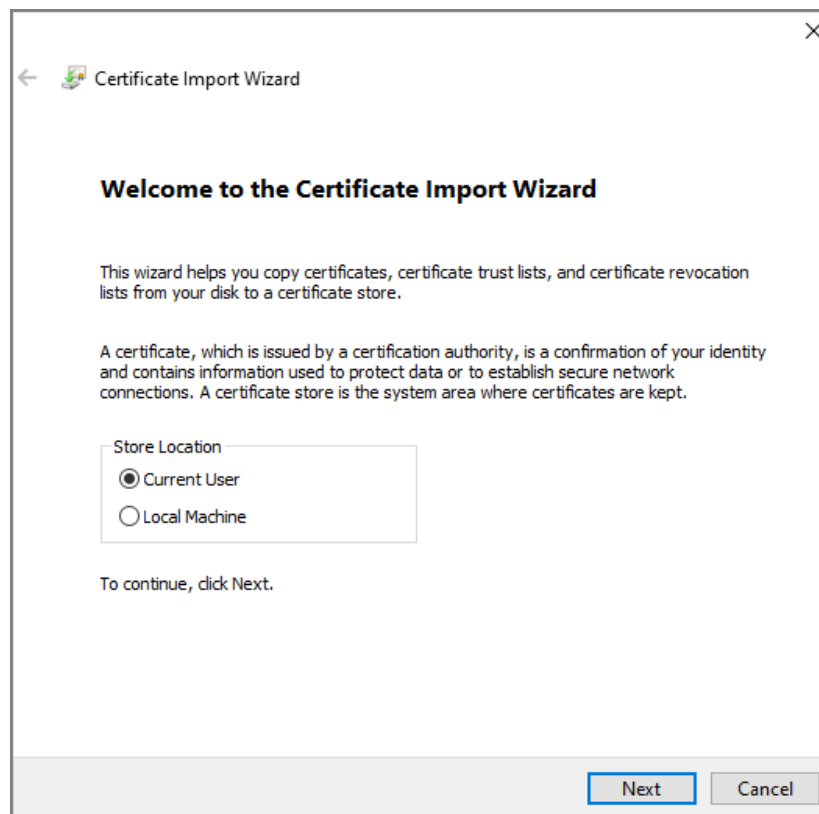 Certificate Import Wizard
Welcome to the Certificate Import Wizard
This wizard helps you copy certificates, certificate trust lists, and certificate revocation
lists from your disk to a certificate store.
A certificate, which is issued by a certification authority, is a confirmation of your identity
and contains information used to protect data or to establish secure network
connections. A certificate store is the system area where certificates are kept.
Store Location
Current User
Local Machine
To continue, click Next.
Next Cancel